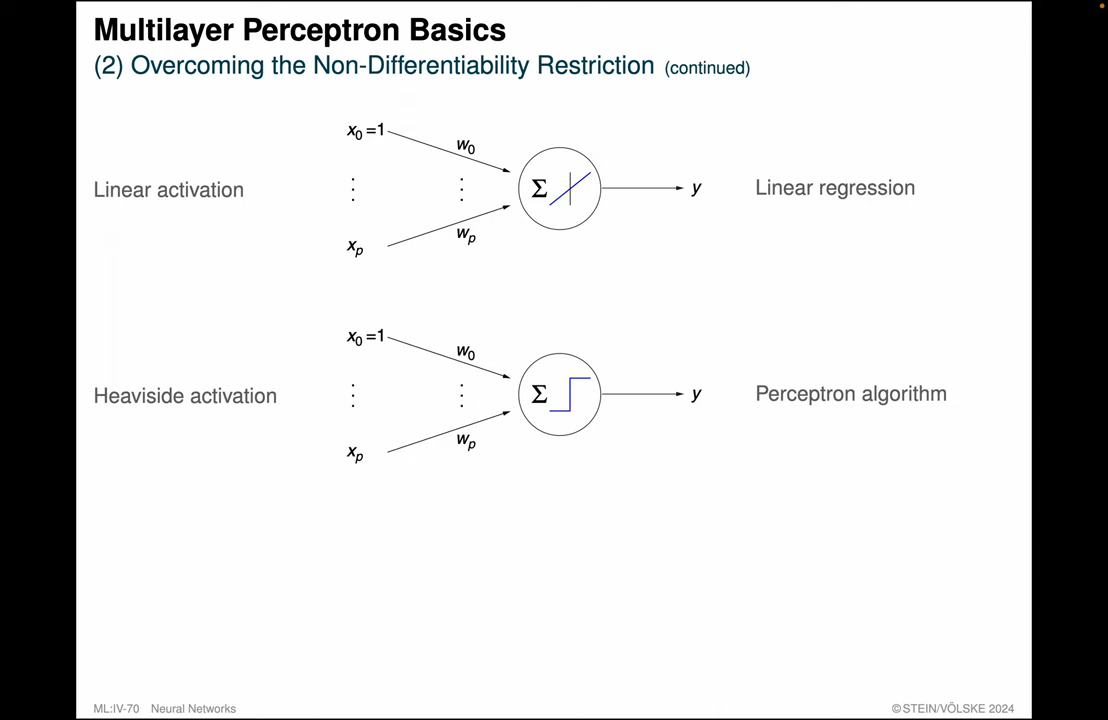 Multilayer Perceptron Basics
(2) Overcoming the Non-Differentiability Restriction (continued)
x₀ =1
w₀
Linear activation
⋮ ⋮
Σ
y
Linear regression
wₚ
xₚ
x₀ =1
w₀
Heaviside activation
⋮ ⋮
Σ
y
Perceptron algorithm
wₚ
xₚ
ML:IV-70 Neural Networks
©STEIN/VÖLSKE 2024